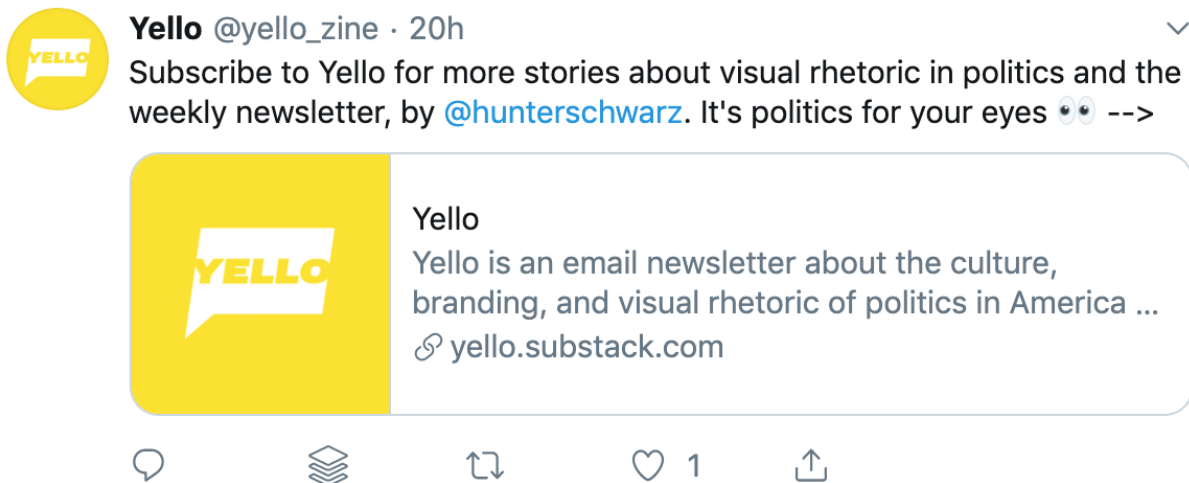 YELLO
Yello @yello_zine · 20h
Subscribe to Yello for more stories about visual rhetoric in politics and the
weekly newsletter, by @hunterschwarz. It's politics for your eyes 👀 -->
YELLO
Yello
Yello is an email newsletter about the culture,
branding, and visual rhetoric of politics in America ...
yello.substack.com
1